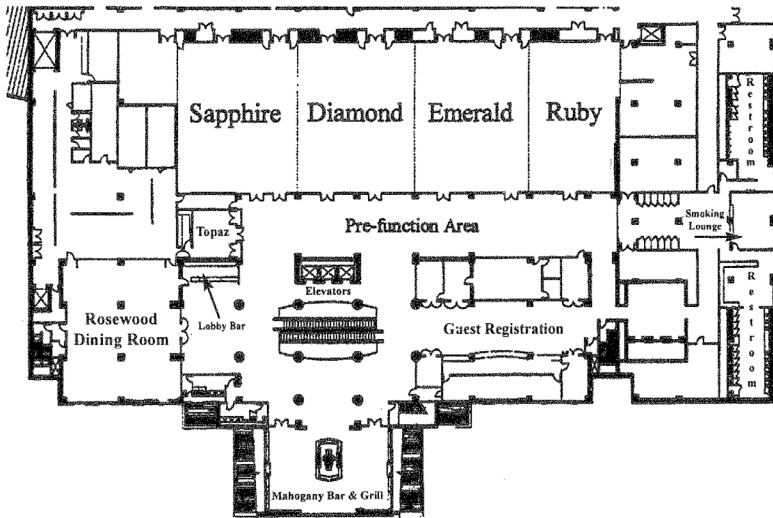 Sapphire
Diamond
Emerald
Ruby
Restroom
Topaz
Pre-function Area
Smoking
Lounge
Elevators
Rosewood
Dining Room
Lobby Bar
Guest Registration
Restroom
Mahogany Bar & Grill